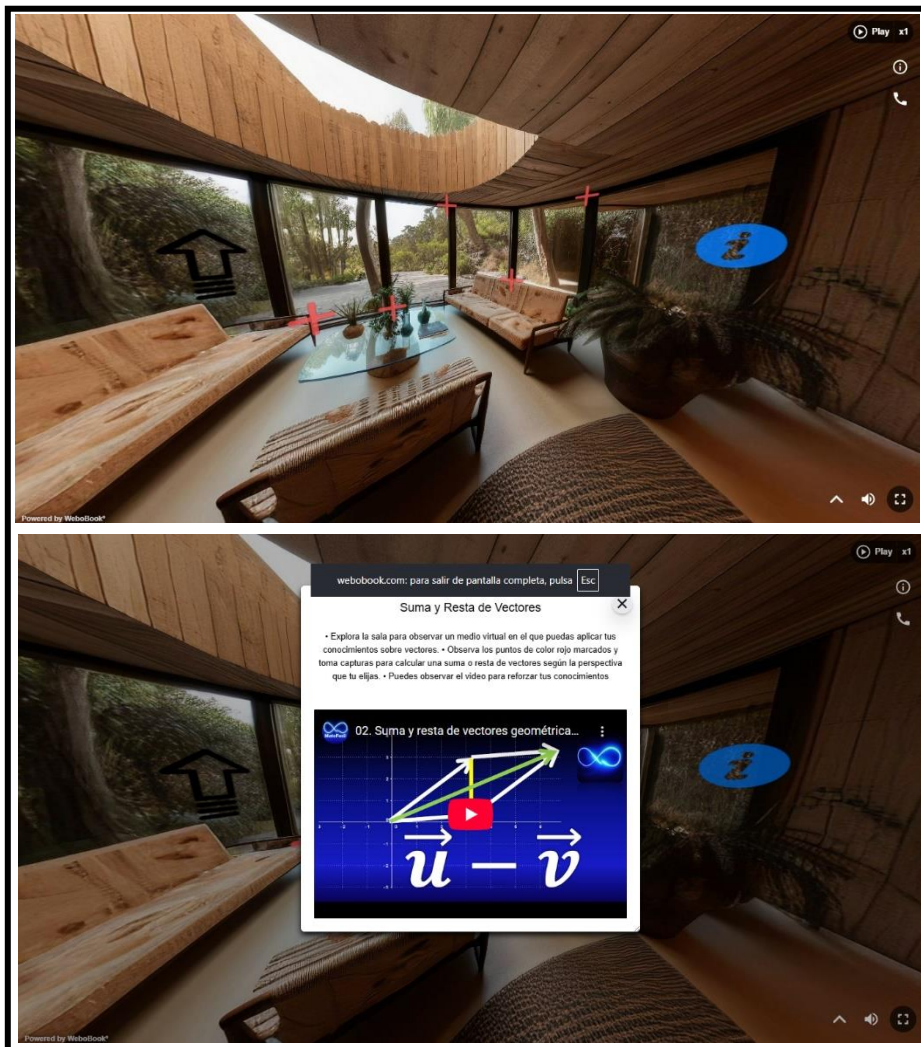 Play x1
i
Powered by WeboBook*
Play x1
webobook.com: para salir de pantalla completa, pulsa Esc
Suma y Resta de Vectores
• Explora la sala para observar un medio virtual en el que puedas aplicar tus
conocimientos sobre vectores. • Observa los puntos de color rojo marcados y
toma capturas para calcular una suma o resta de vectores según la perspectiva
que tu elijas. • Puedes observar el video para reforzar tus conocimientos
02. Suma y resta de vectores geométrica...
u − v
i
Powered by WeboBook*